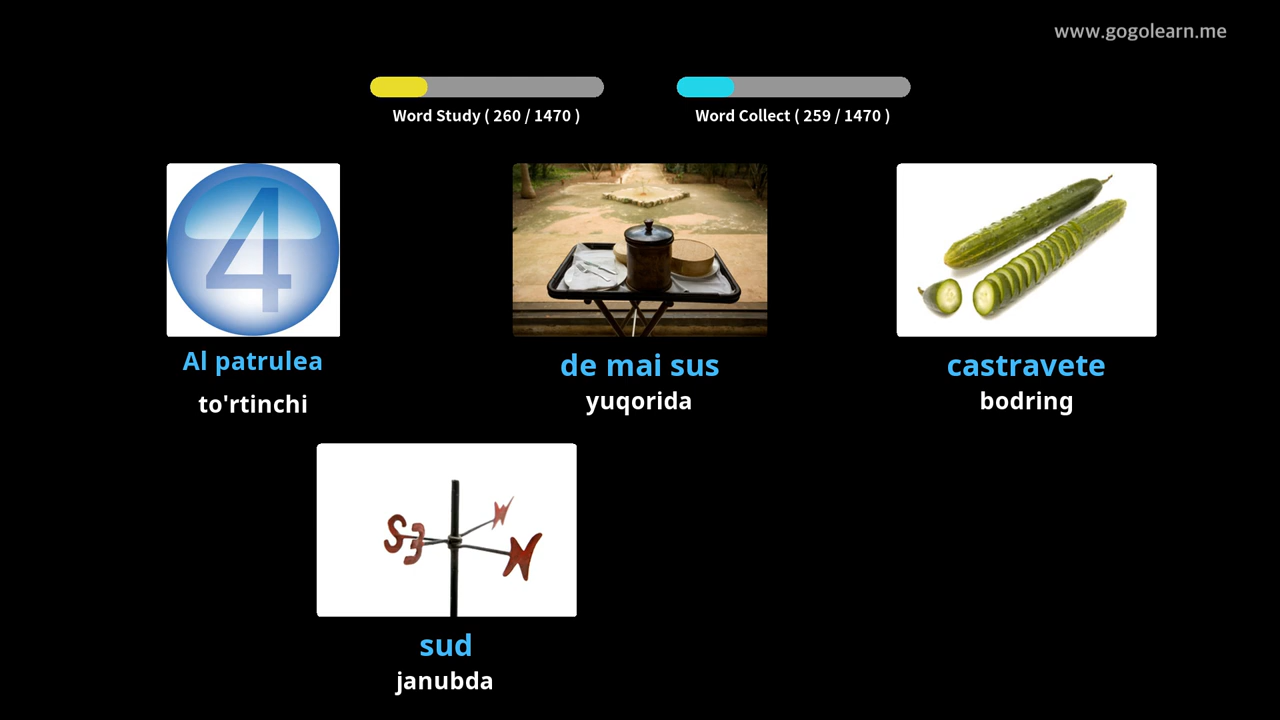 www.gogolearn.me
Word Study ( 260 / 1470 )
Word Collect ( 259 / 1470 )
4
Al patrulea
to'rtinchi
de mai sus
yuqorida
castravete
bodring
S
E
N
sud
janubda